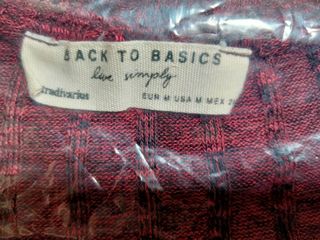 BACK TO BASICS
live simply
stradivarius
EUR M USA M MEX